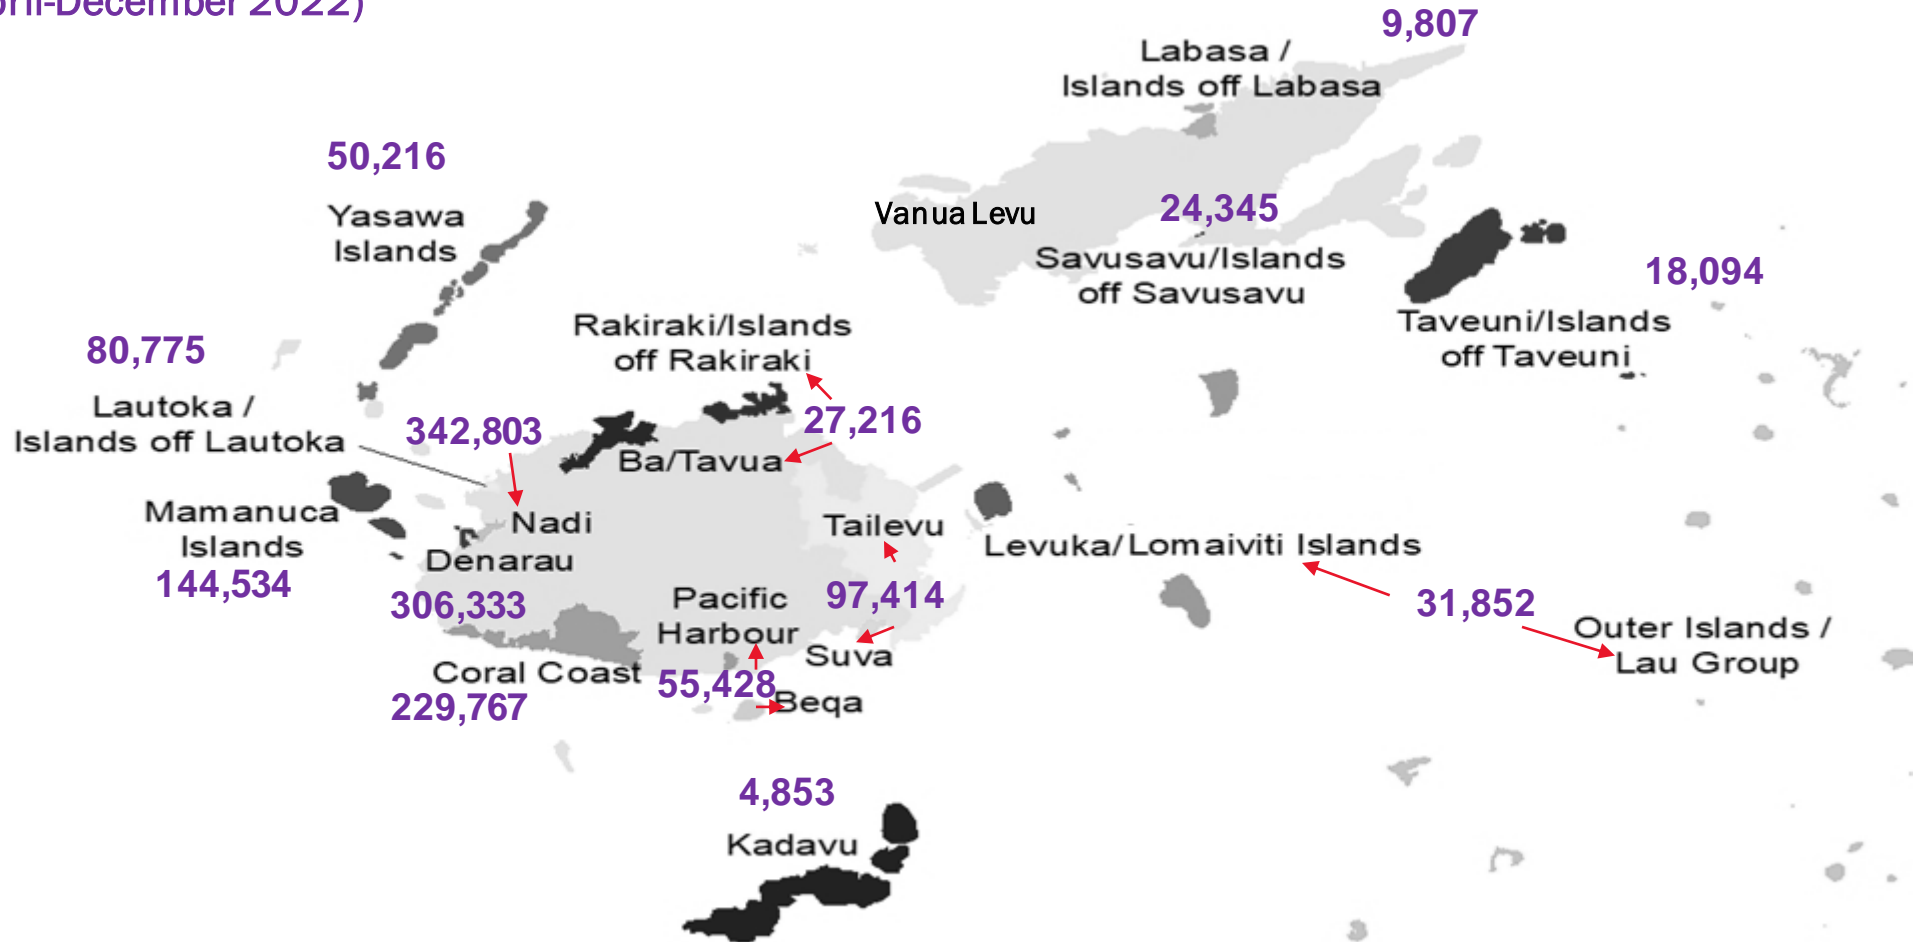 pril-December 2022)
9,807
Labasa /
Islands off Labasa
50,216
Yasawa
Islands
Vanua Levu
24,345
Savusavu/Islands
off Savusavu
18,094
Taveuni/Islands
off Taveuni
Rakiraki/Islands
off Rakiraki
80,775
Lautoka /
Islands off Lautoka
342,803
27,216
Ba/Tavua
Mamanuca
Islands
144,534
Nadi
Denarau
306,333
Tailevu
Levuka/Lomaiviti Islands
Pacific
Harbour
97,414
31,852
Outer Islands /
Lau Group
Suva
Coral Coast
229,767
55,428
Beqa
4,853
Kadavu